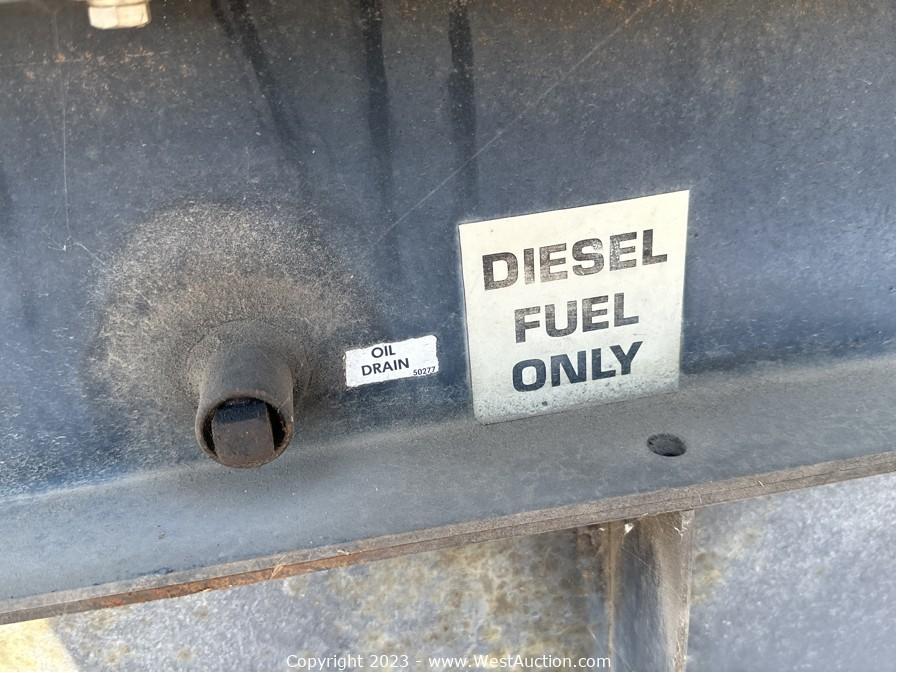 DIESEL
FUEL
ONLY
OIL
DRAIN
50277
Copyright 2023 - www.WestAuction.com